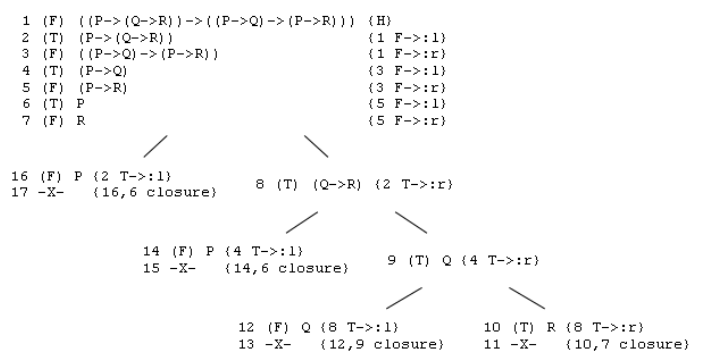 1 (F) ((P->(Q->R))->((P->Q)->(P->R))) {H}
2 (T) (P->(Q->R)) {1 F->:l}
3 (F) ((P->Q)->(P->R)) {1 F->:r}
4 (T) (P->Q) {3 F->:l}
5 (F) (P->R) {3 F->:r}
6 (T) P {5 F->:l}
7 (F) R {5 F->:r}
16 (F) P {2 T->:l}
17 -X- {16,6 closure}
8 (T) (Q->R) {2 T->:r}
14 (F) P {4 T->:l}
15 -X- {14,6 closure}
9 (T) Q {4 T->:r}
12 (F) Q {8 T->:l}
13 -X- {12,9 closure}
10 (T) R {8 T->:r}
11 -X- {10,7 closure}